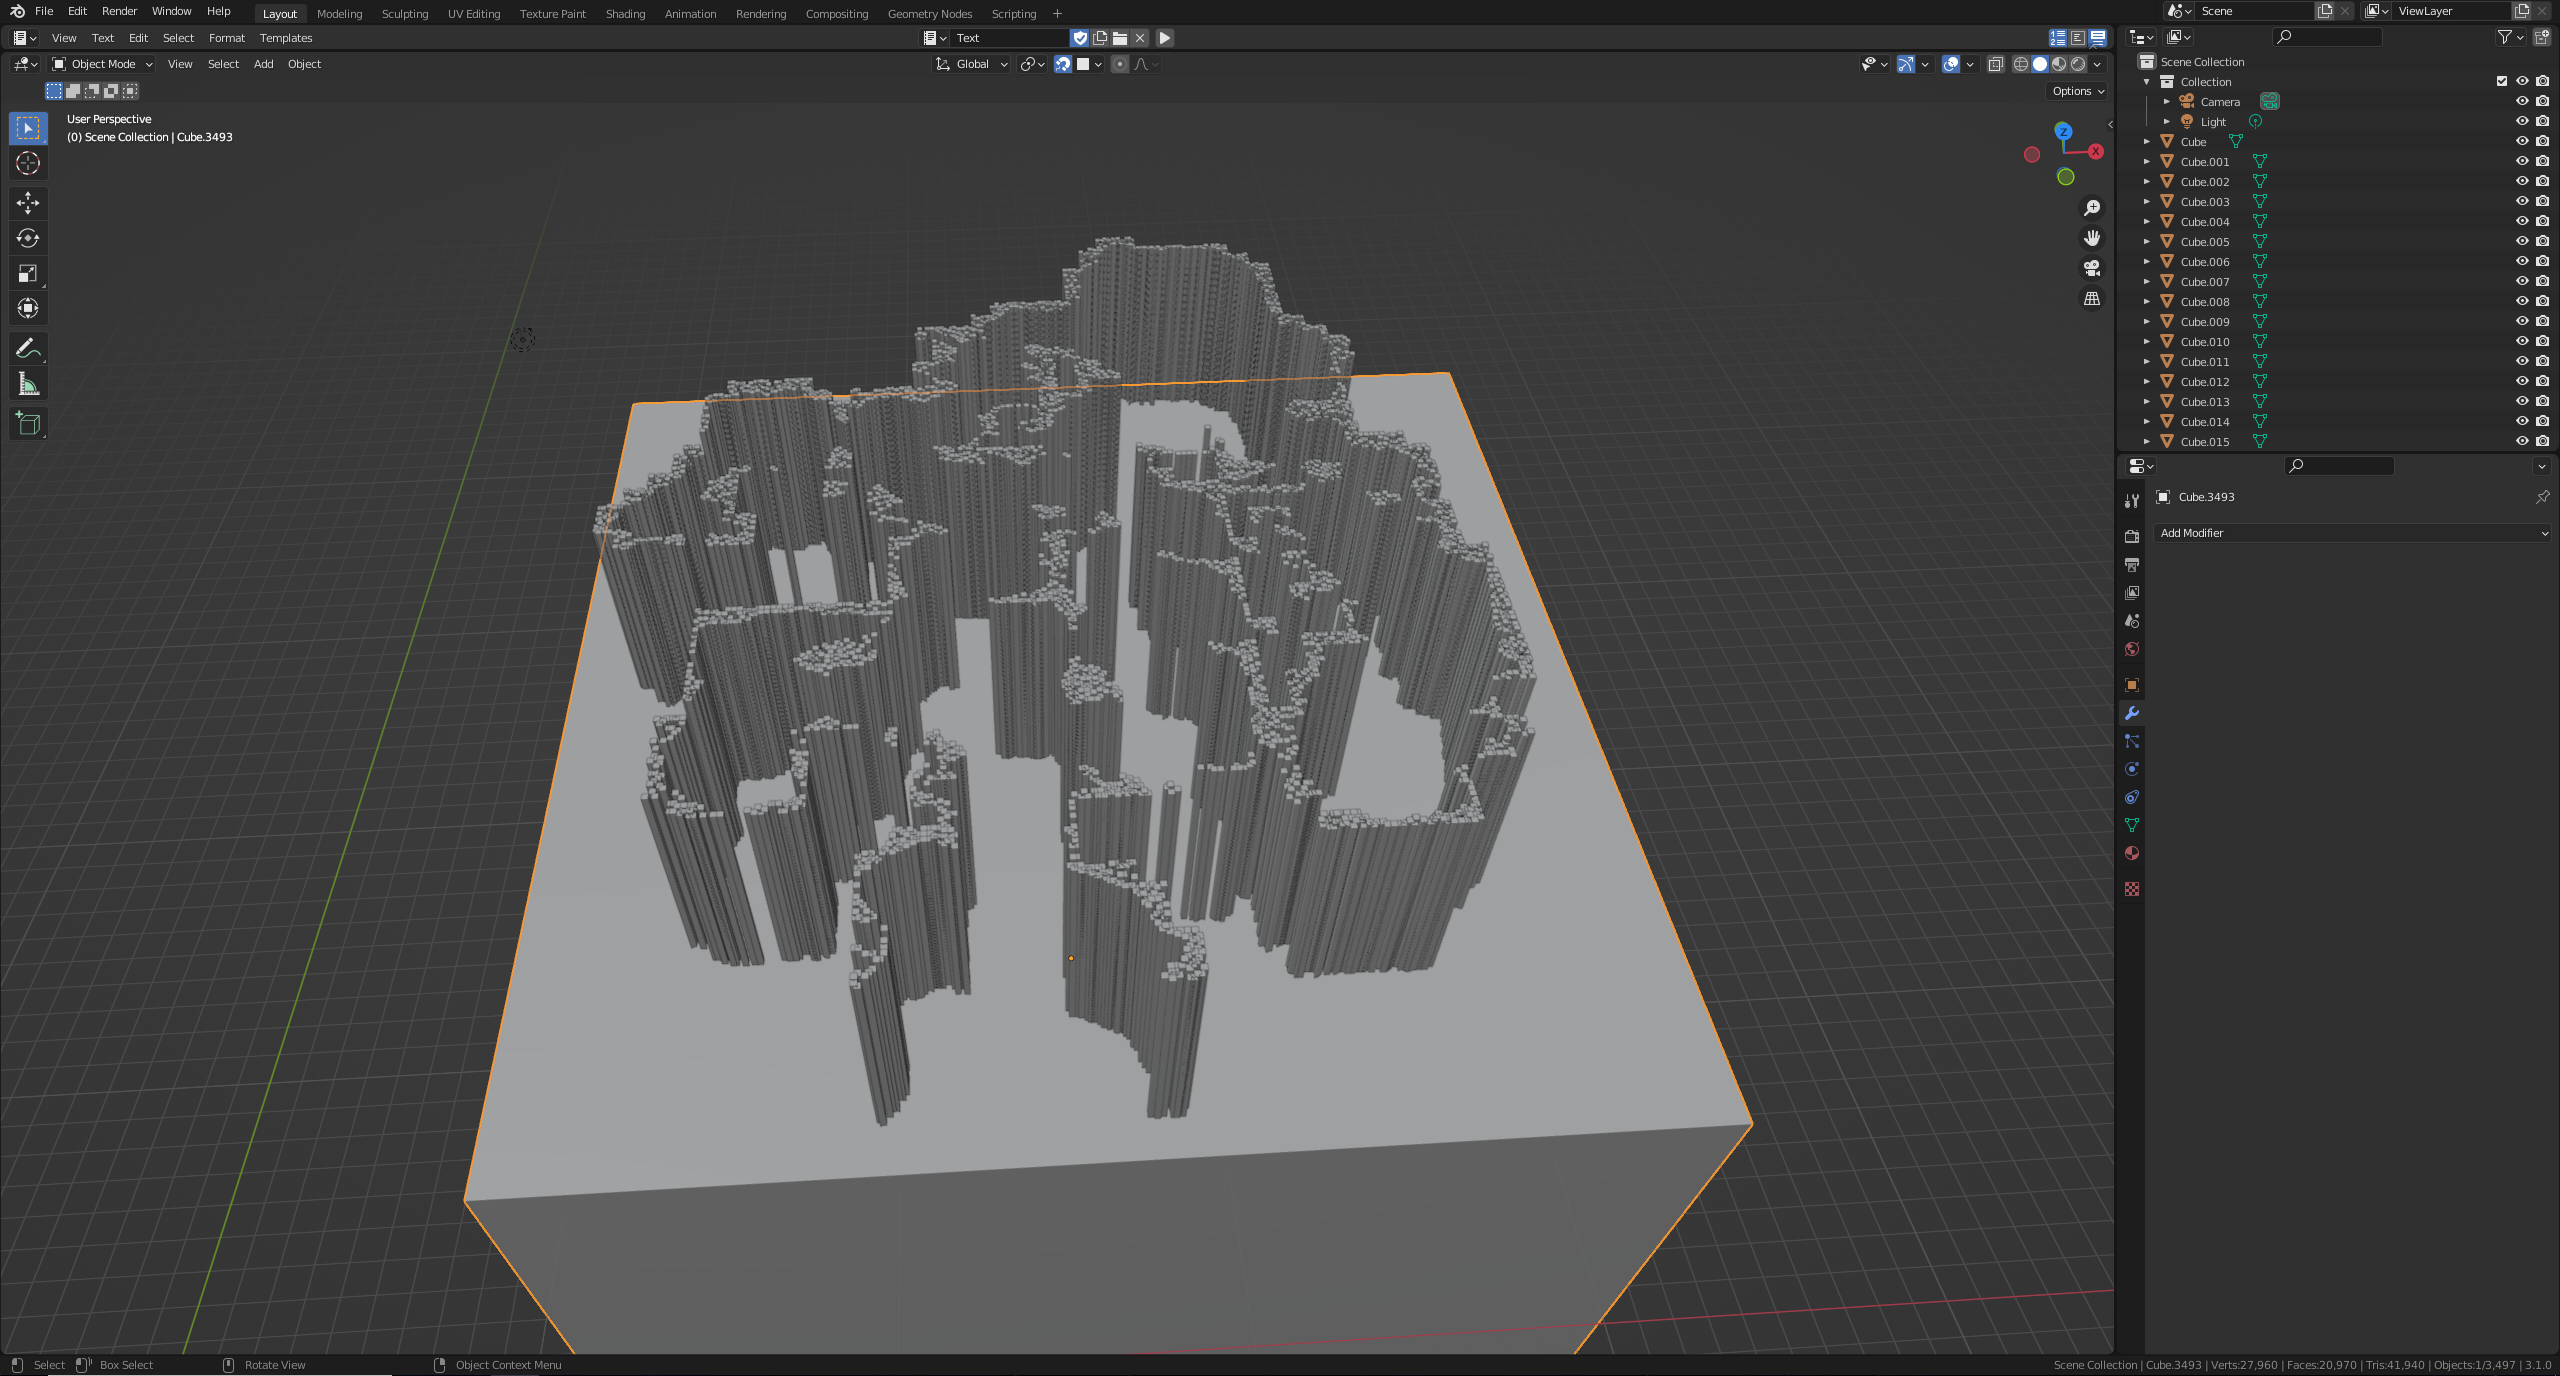 File Edit Render Window Help Layout Modeling Sculpting UV Editing Texture Paint Shading Animation Rendering Compositing Geometry Nodes Scripting + Scene ViewLayer
View Text Edit Select Format Templates Text
Object Mode View Select Add Object Global
Options
User Perspective
(0) Scene Collection | Cube.3493
Z
X
Scene Collection
Collection
Camera
Light
Cube
Cube.001
Cube.002
Cube.003
Cube.004
Cube.005
Cube.006
Cube.007
Cube.008
Cube.009
Cube.010
Cube.011
Cube.012
Cube.013
Cube.014
Cube.015
Cube.3493
Add Modifier
Select Box Select Rotate View Object Context Menu Scene Collection | Cube.3493 | Verts:27,960 | Faces:20,970 | Tris:41,940 | Objects:1/3,497 | 3.1.0